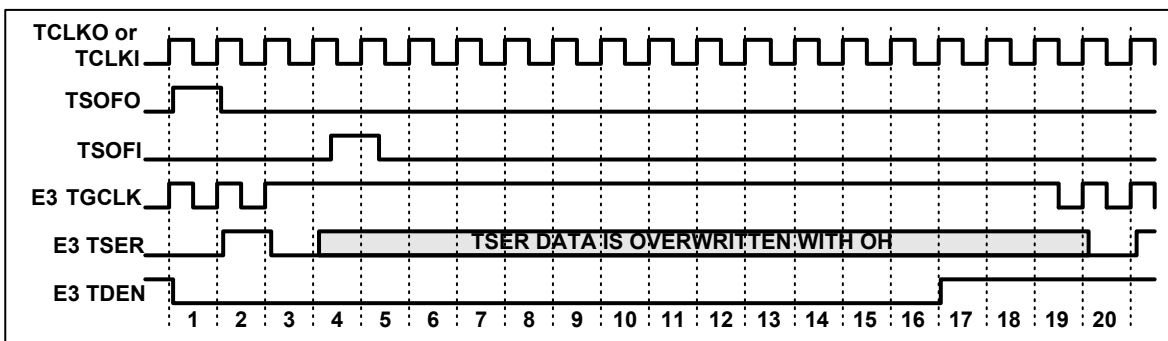 TCLKO or
TCLKI
TSOFO
TSOFI
E3 TGCLK
E3 TSER
TSER DATA IS OVERWRITTEN WITH OH
E3 TDEN
1 2 3 4 5 6 7 8 9 10 11 12 13 14 15 16 17 18 19 20